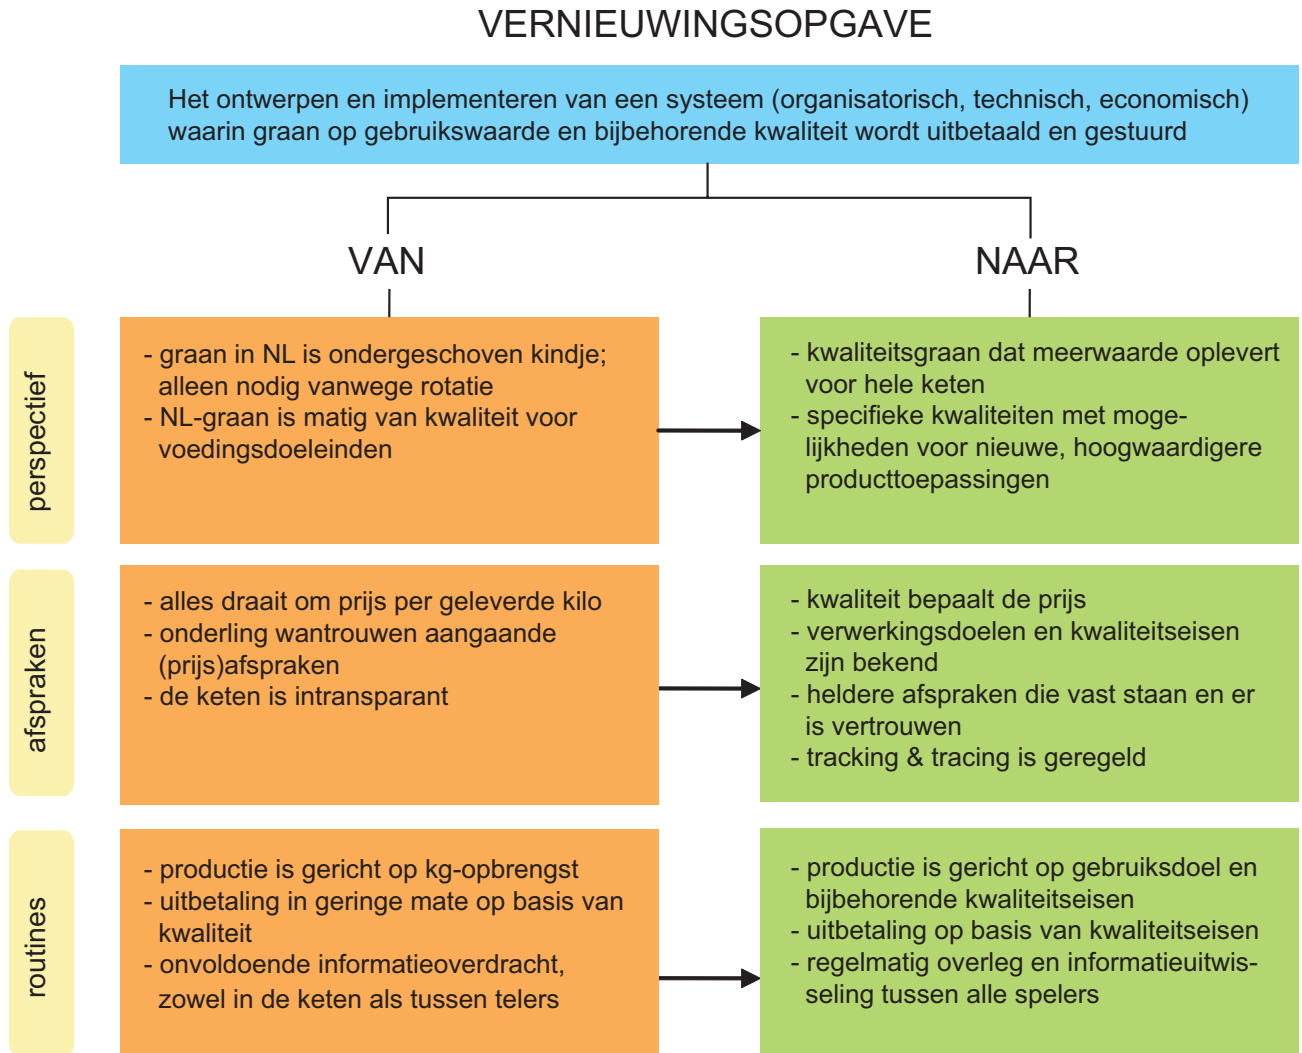 VERNIEUWINGSOPGAVE
Het ontwerpen en implementeren van een systeem (organisatorisch, technisch, economisch)
waarin graan op gebruikswaarde en bijbehorende kwaliteit wordt uitbetaald en gestuurd
VAN
NAAR
perspectief
- graan in NL is ondergeschoven kindje;
alleen nodig vanwege rotatie
- NL-graan is matig van kwaliteit voor
voedingsdoeleinden
- kwaliteitsgraan dat meerwaarde oplevert
voor hele keten
- specifieke kwaliteiten met moge-
lijkheden voor nieuwe, hoogwaardigere
producttoepassingen
afspraken
- alles draait om prijs per geleverde kilo
- onderling wantrouwen aangaande
(prijs)afspraken
- de keten is intransparant
- kwaliteit bepaalt de prijs
- verwerkingsdoelen en kwaliteitseisen
zijn bekend
- heldere afspraken die vast staan en er
is vertrouwen
- tracking & tracing is geregeld
routines
- productie is gericht op kg-opbrengst
- uitbetaling in geringe mate op basis van
kwaliteit
- onvoldoende informatieoverdracht,
zowel in de keten als tussen telers
- productie is gericht op gebruiksdoel en
bijbehorende kwaliteitseisen
- uitbetaling op basis van kwaliteitseisen
- regelmatig overleg en informatieuitwis-
seling tussen alle spelers